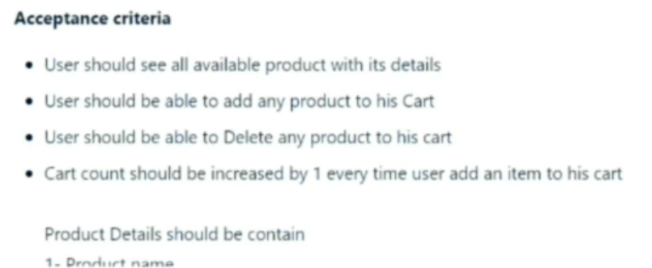 Acceptance criteria
• User should see all available product with its details
• User should be able to add any product to his Cart
• User should be able to Delete any product to his cart
• Cart count should be increased by 1 every time user add an item to his cart
Product Details should be contain
1- Product name